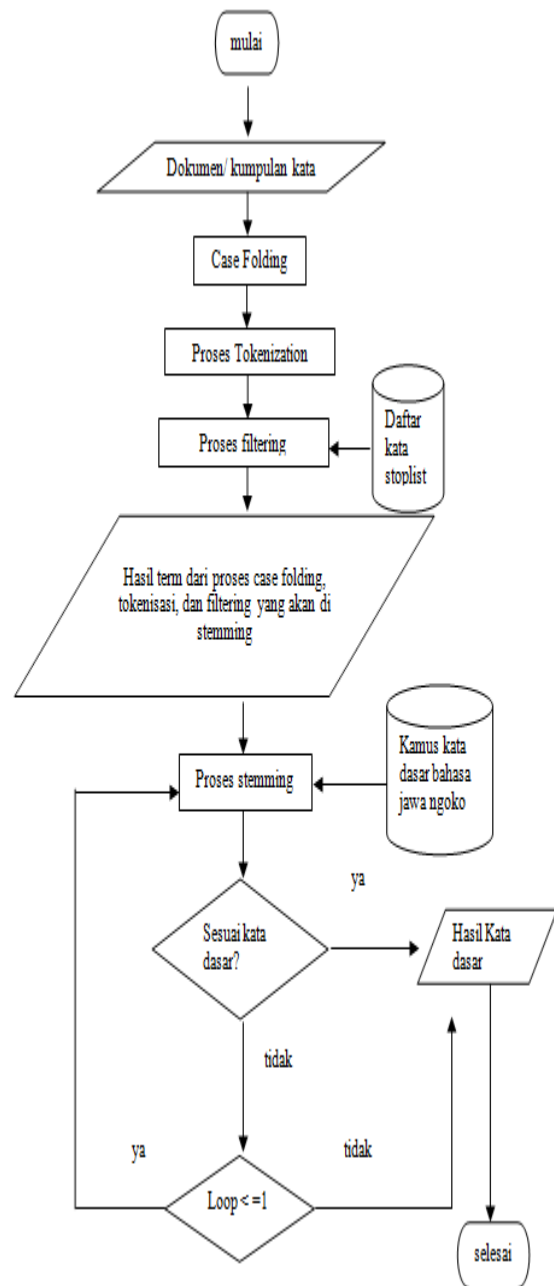 mulai
Dokumen/ kumpulan kata
Case Folding
Proses Tokenization
Proses filtering
Daftar
kata
stoplist
Hasil term dari proses case folding,
tokenisasi, dan filtering yang akan di
stemming
Proses stemming
Kamus kata
dasar bahasa
jawa ngoko
ya
Sesuai kata
dasar?
Hasil Kata
dasar
tidak
ya
tidak
Loop < =1
selesai